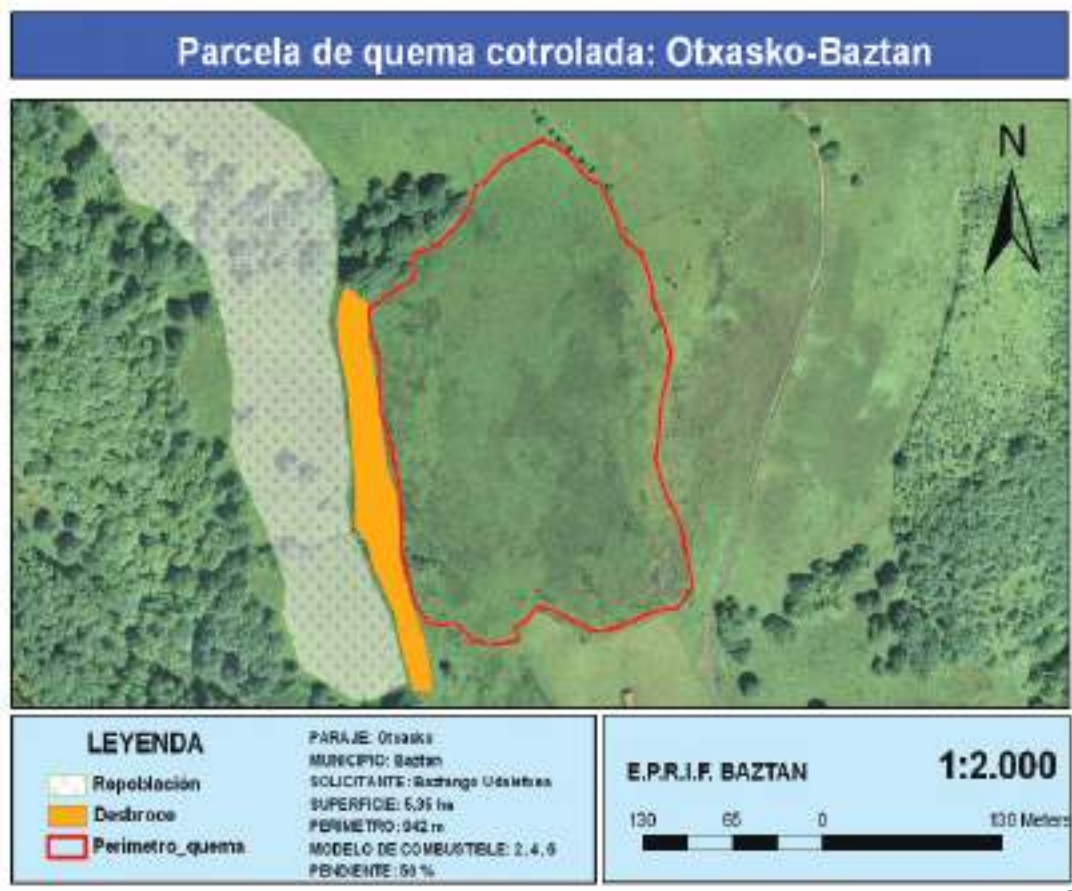 Parcela de quema cotrolada: Otxasko-Baztan
N
LEYENDA
Repoblación
Desbroce
Perimetro_quema
PARAJE: Otxasko
MUNICIPIO: Baztan
SOLICITANTE: Baztango Udaletxea
SUPERFICIE: 5,95 ha
PERIMETRO: 942 m
MODELO DE COMBUSTIBLE: 2, 4, 6
PENDIENTE: 50 %
E.P.R.I.F. BAZTAN
1:2.000
130 65 0 130 Meters